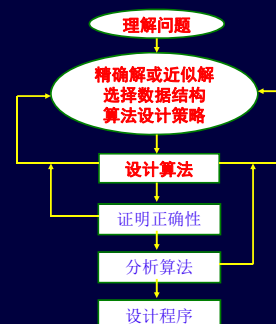 理解问题
精确解或近似解
选择数据结构
算法设计策略
设计算法
证明正确性
分析算法
设计程序